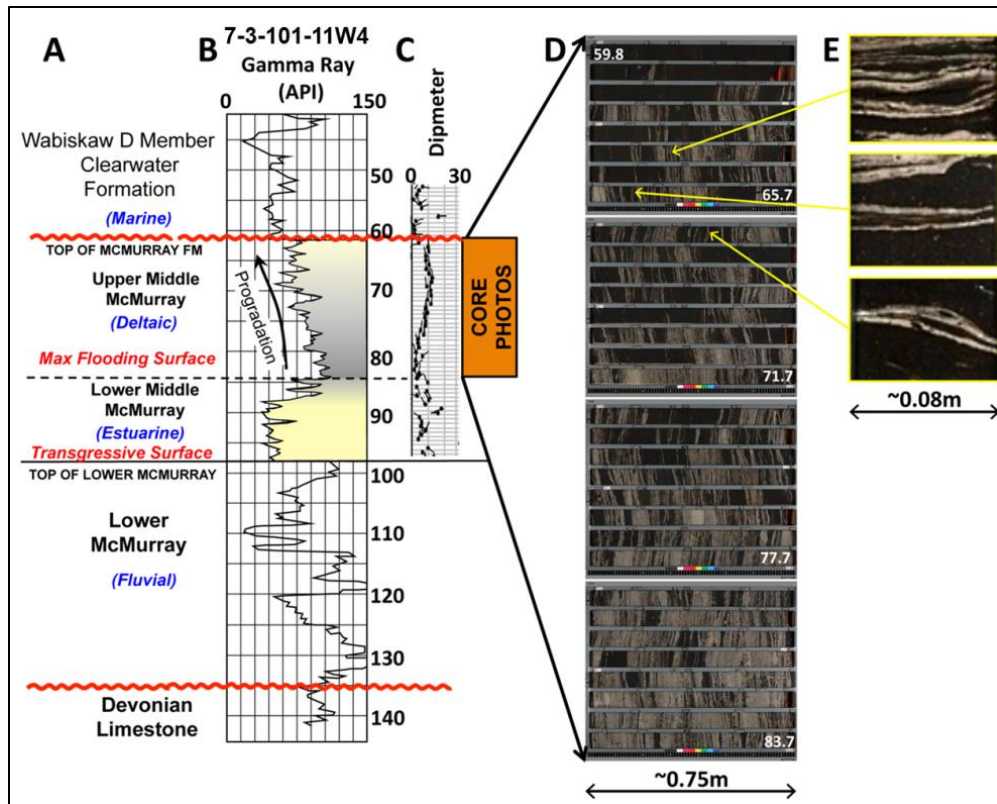 A
B
7-3-101-11W4
Gamma Ray
(API)
0
150
C
Dipmeter
0
30
D
E
Wabiskaw D Member
Clearwater
Formation
(Marine)
50
60
TOP OF MCMURRAY FM
Upper Middle
McMurray
(Deltaic)
Progradation
70
Max Flooding Surface
80
Lower Middle
McMurray
(Estuarine)
90
Transgressive Surface
TOP OF LOWER MCMURRAY
100
Lower
McMurray
(Fluvial)
110
120
130
Devonian
Limestone
140
CORE
PHOTOS
59.8
65.7
71.7
77.7
83.7
~0.75m
~0.08m